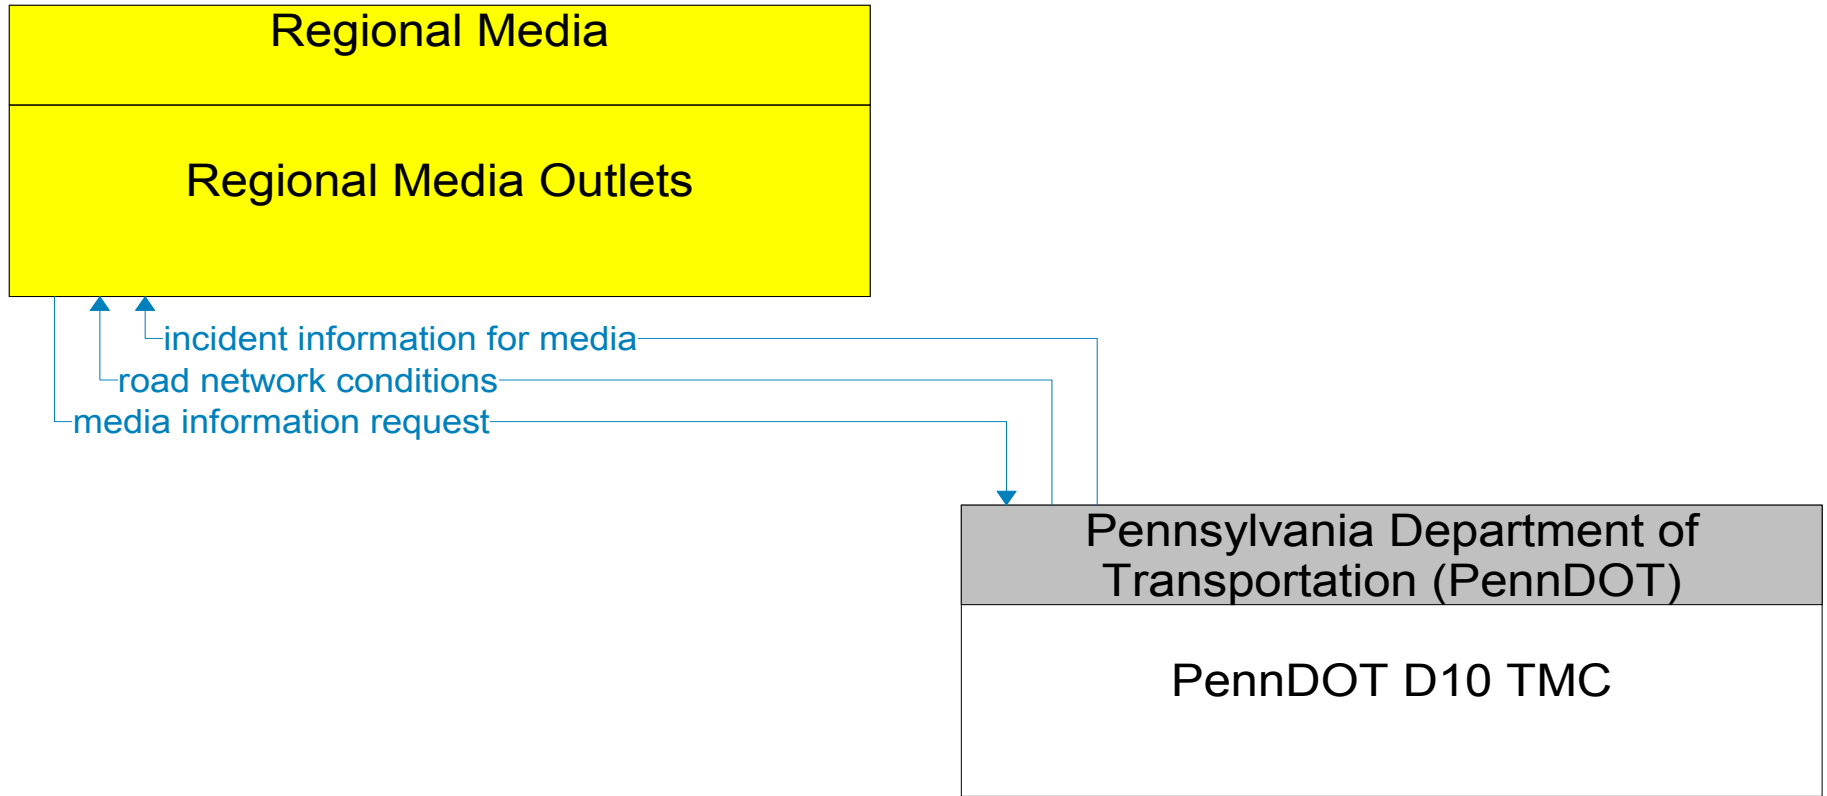 Regional Media
Regional Media Outlets
incident information for media
road network conditions
media information request
Pennsylvania Department of
Transportation (PennDOT)
PennDOT D10 TMC